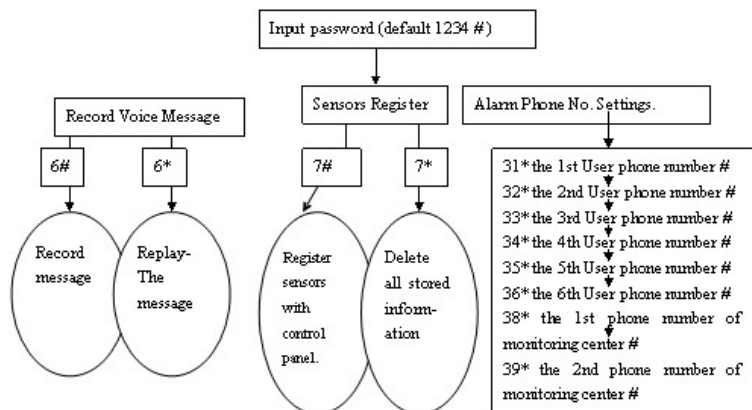 Input password (default 1234 #)
Record Voice Message
Sensors Register
Alarm Phone No. Settings.
6#
6*
7#
7*
Record
message
Replay-
The
message
Register
sensors
with
control
panel.
Delete
all stored
inform-
ation
31* the 1st User phone number #
32* the 2nd User phone number #
33* the 3rd User phone number #
34* the 4th User phone number #
35* the 5th User phone number #
36* the 6th User phone number #
38* the 1st phone number of
monitoring center #
39* the 2nd phone number of
monitoring center #